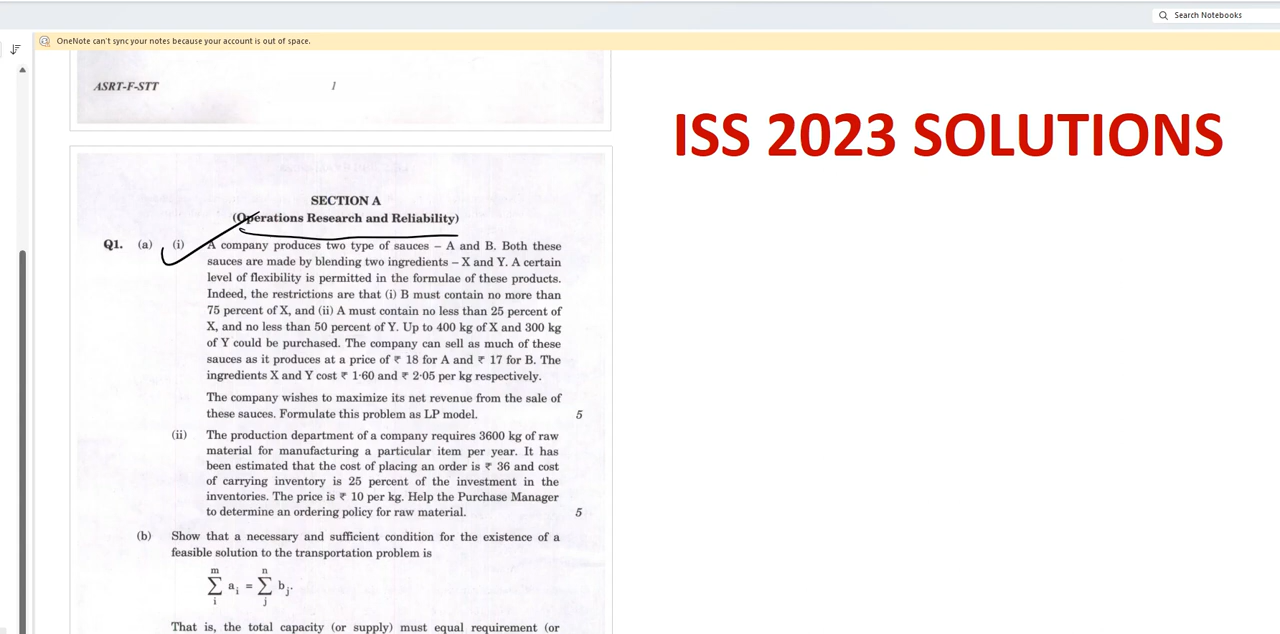 Search Notebooks
OneNote can't sync your notes because your account is out of space.
ASRT-F-STT 1
ISS 2023 SOLUTIONS
SECTION A
(Operations Research and Reliability)
Q1. (a) (i) A company produces two type of sauces – A and B. Both these
sauces are made by blending two ingredients – X and Y. A certain
level of flexibility is permitted in the formulae of these products.
Indeed, the restrictions are that (i) B must contain no more than
75 percent of X, and (ii) A must contain no less than 25 percent of
X, and no less than 50 percent of Y. Up to 400 kg of X and 300 kg
of Y could be purchased. The company can sell as much of these
sauces as it produces at a price of ₹ 18 for A and ₹ 17 for B. The
ingredients X and Y cost ₹ 1·60 and ₹ 2·05 per kg respectively.
The company wishes to maximize its net revenue from the sale of
these sauces. Formulate this problem as LP model. 5
(ii) The production department of a company requires 3600 kg of raw
material for manufacturing a particular item per year. It has
been estimated that the cost of placing an order is ₹ 36 and cost
of carrying inventory is 25 percent of the investment in the
inventories. The price is ₹ 10 per kg. Help the Purchase Manager
to determine an ordering policy for raw material. 5
(b) Show that a necessary and sufficient condition for the existence of a
feasible solution to the transportation problem is
m n
∑ aᵢ = ∑ bⱼ.
i j
That is, the total capacity (or supply) must equal requirement (or